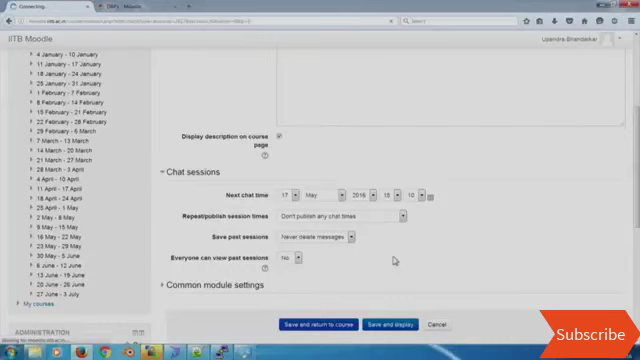 Connecting...
IITB Moodle
Search
Upendra Bhandarkar
4 January - 10 January
11 January - 17 January
18 January - 24 January
25 January - 31 January
1 February - 7 February
8 February - 14 February
15 February - 21 February
22 February - 28 February
29 February - 6 March
7 March - 13 March
14 March - 20 March
21 March - 27 March
28 March - 3 April
4 April - 10 April
11 April - 17 April
18 April - 24 April
25 April - 1 May
2 May - 8 May
9 May - 15 May
16 May - 22 May
23 May - 29 May
30 May - 5 June
6 June - 12 June
13 June - 19 June
20 June - 26 June
27 June - 3 July
My courses
ADMINISTRATION
Display description on course
page
Chat sessions
Next chat time 17 May 2016 15 10
Repeat/publish session times Don't publish any chat times
Save past sessions Never delete messages
Everyone can view past sessions No
Common module settings
Save and return to course Save and display Cancel
Subscribe